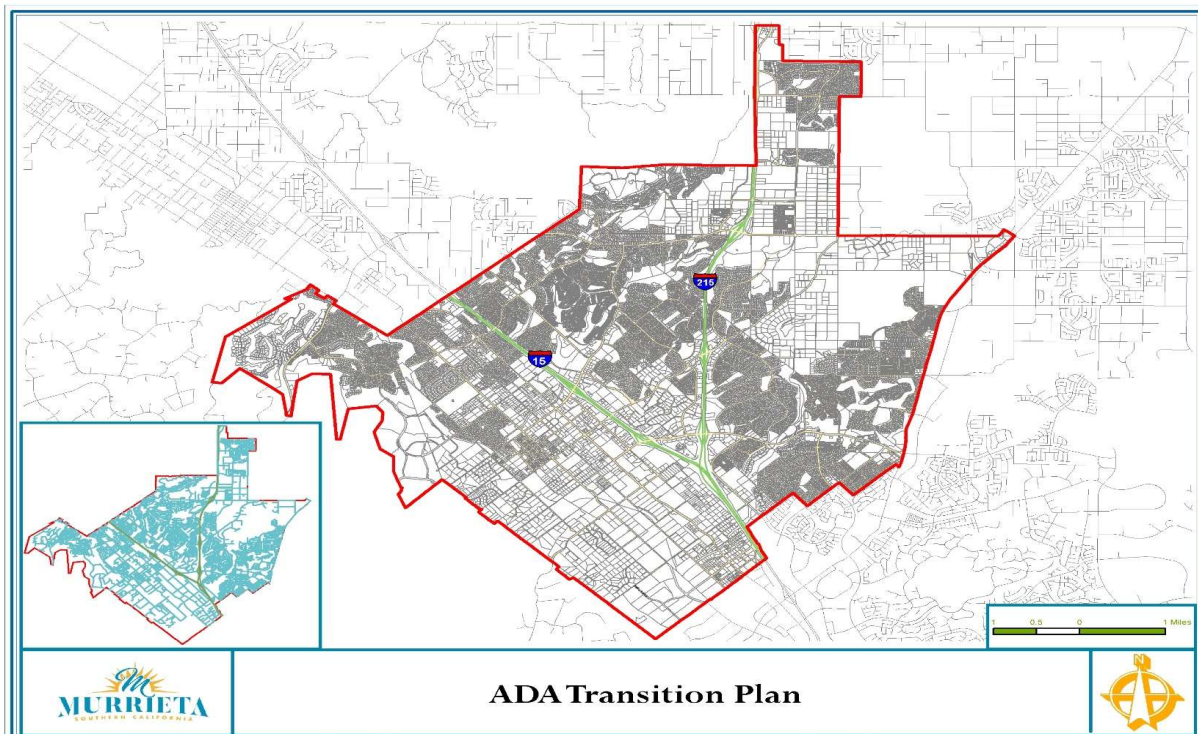 215
15
1 0.5 0 1 Miles
M
MURRIETA
SOUTHERN CALIFORNIA
ADA Transition Plan
N